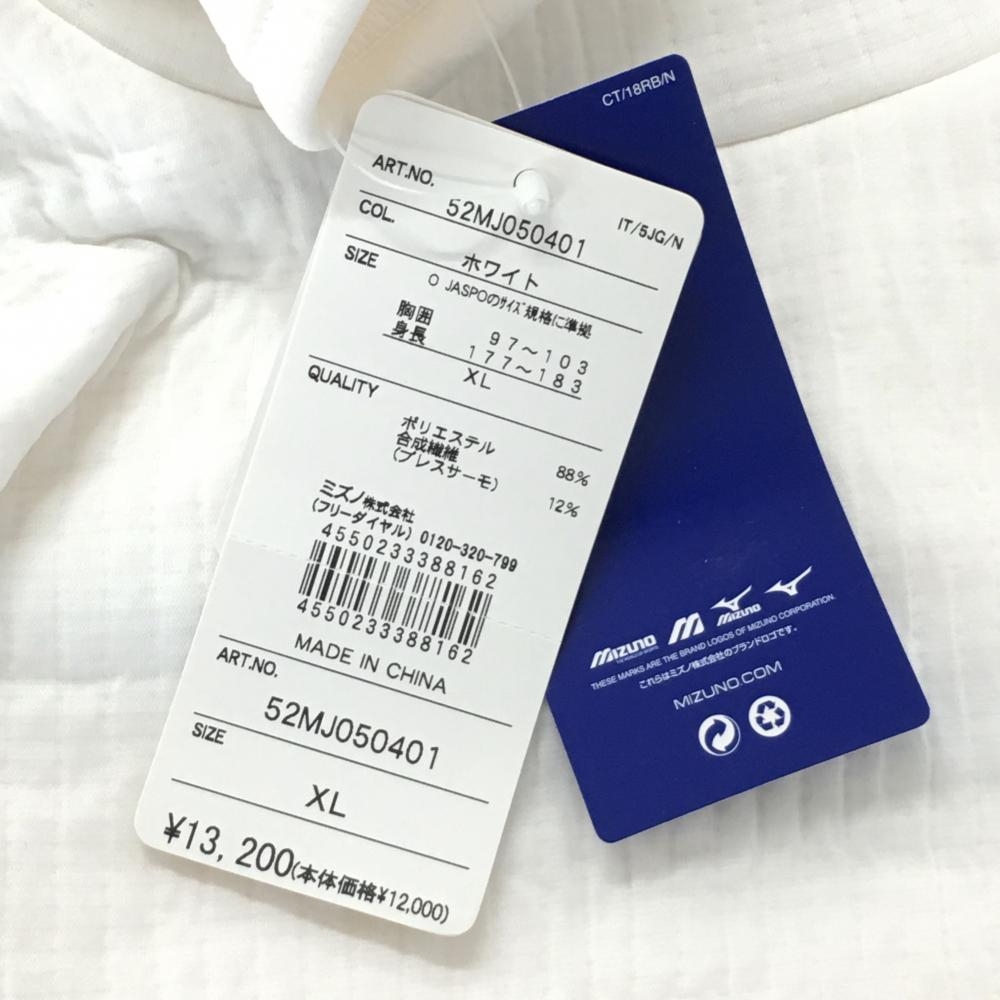 CT/18RB/N
ART.NO. 52MJ050401 IT/5JG/N
COL. ホワイト
SIZE O JASPOのサイズ規格に準拠
胸囲 97～103
身長 177～183
XL
QUALITY
ポリエステル 88%
合成繊維
(ブレスサーモ) 12%
ミズノ株式会社
(フリーダイヤル) 0120-320-799
4550233388162
4550233388162
MADE IN CHINA
ART.NO.
52MJ050401
SIZE
XL
¥13,200(本体価格¥12,000)
MIZUNO MIZUNO
THESE MARKS ARE THE BRAND LOGOS OF MIZUNO CORPORATION.
これらはミズノ株式会社のブランドロゴです。
MIZUNO.COM